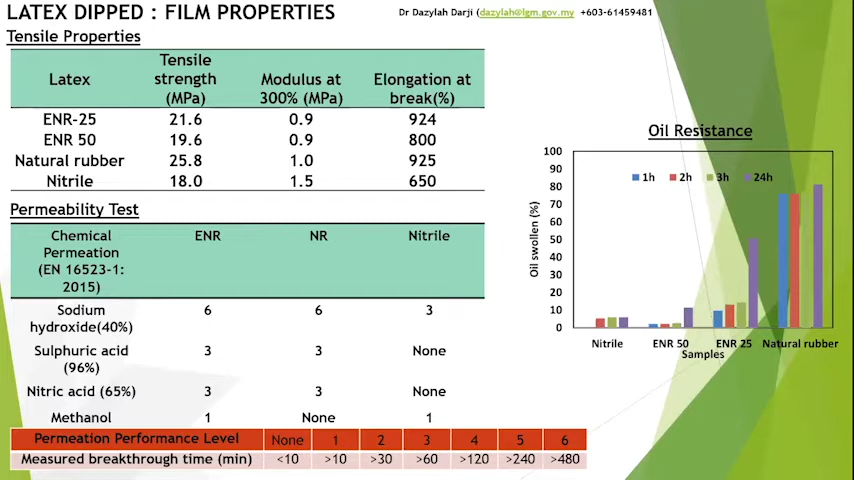 LATEX DIPPED : FILM PROPERTIES
Dr Dazylah Darji (dazylah@lgm.gov.my +603-61459481
Tensile Properties
Latex Tensile strength (MPa) Modulus at 300% (MPa) Elongation at break(%)
ENR-25 21.6 0.9 924
ENR 50 19.6 0.9 800
Natural rubber 25.8 1.0 925
Nitrile 18.0 1.5 650
Permeability Test
Chemical Permeation (EN 16523-1: 2015) ENR NR Nitrile
Sodium hydroxide(40%) 6 6 3
Sulphuric acid (96%) 3 3 None
Nitric acid (65%) 3 3 None
Methanol 1 None 1
Permeation Performance Level None 1 2 3 4 5 6
Measured breakthrough time (min) <10 >10 >30 >60 >120 >240 >480
Oil Resistance
1h 2h 3h 24h
Oil swollen (%)
100
90
80
70
60
50
40
30
20
10
0
Nitrile ENR 50 ENR 25 Natural rubber
Samples